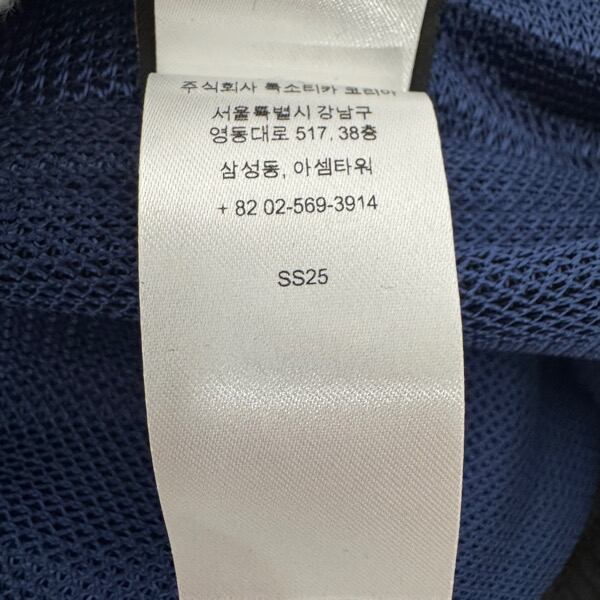 주식회사 룩소티카 코리아
서울특별시 강남구
영동대로 517, 38층
삼성동, 아셈타워
+ 82 02-569-3914
SS25